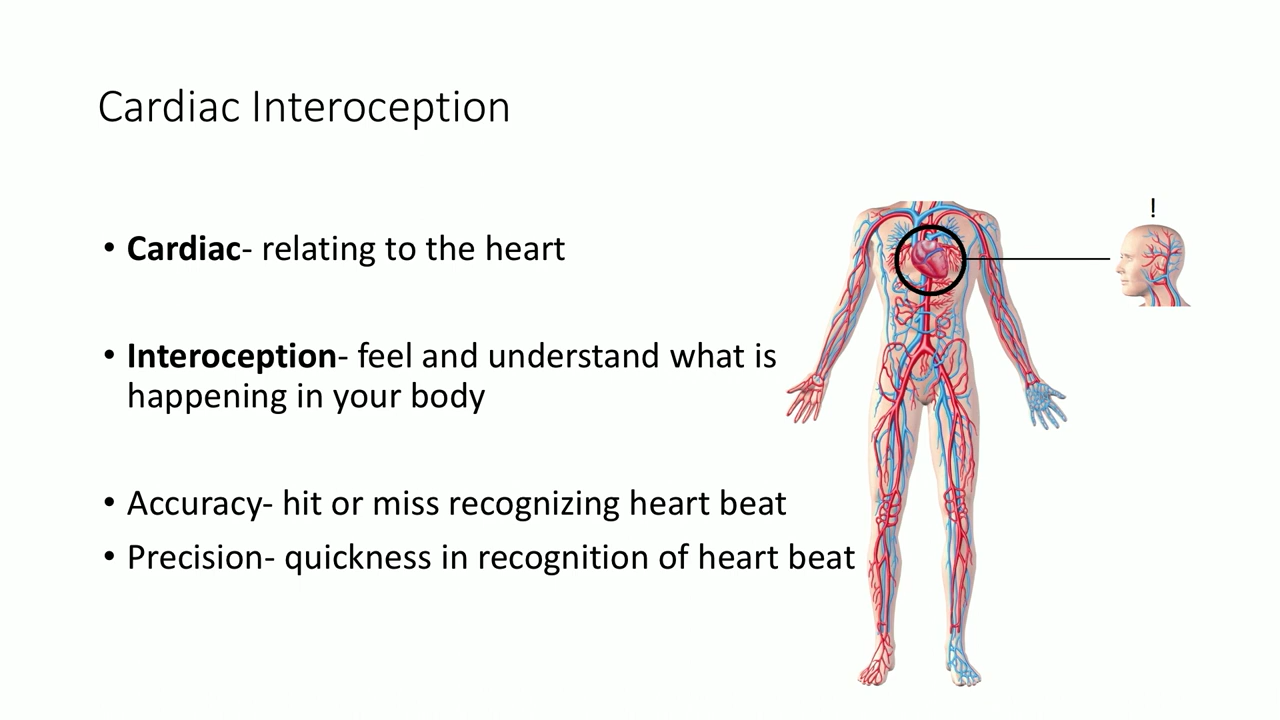 Cardiac Interoception
!
• Cardiac- relating to the heart
• Interoception- feel and understand what is
happening in your body
• Accuracy- hit or miss recognizing heart beat
• Precision- quickness in recognition of heart beat